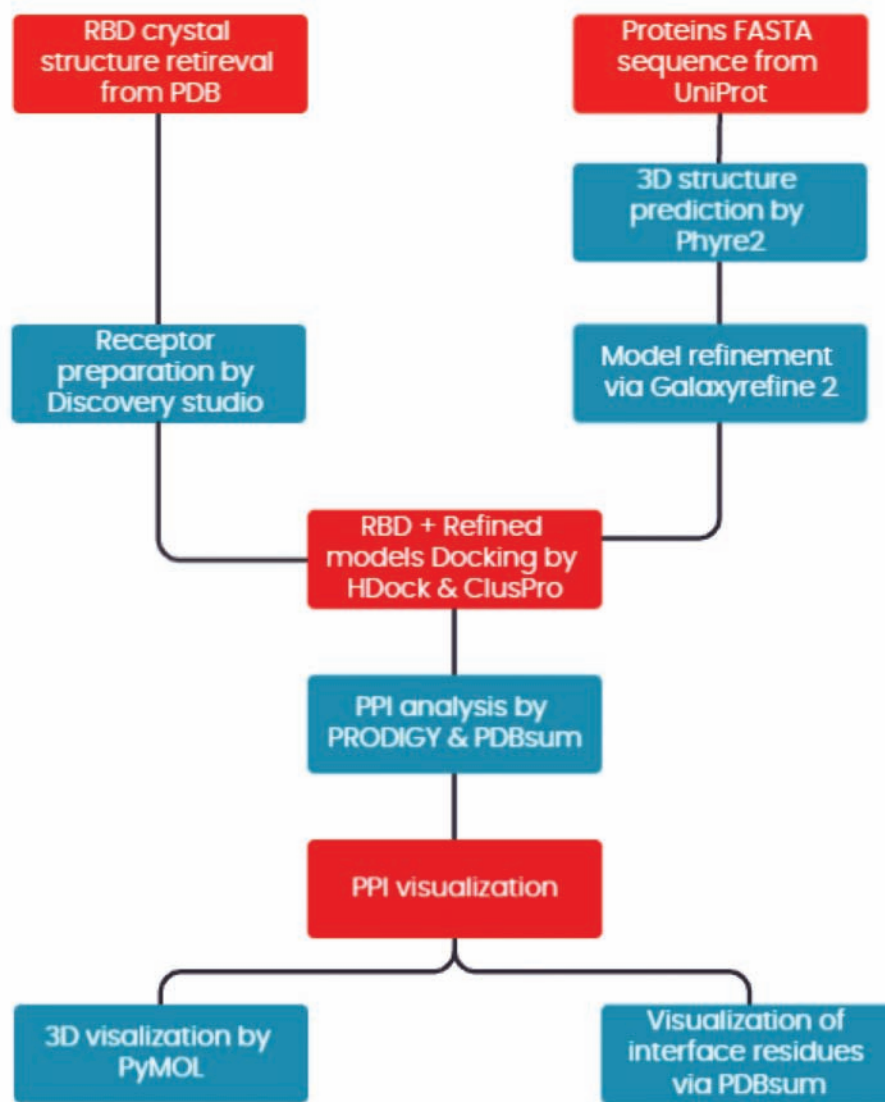 RBD crystal
structure retireval
from PDB
Proteins FASTA
sequence from
UniProt
3D structure
prediction by
Phyre2
Receptor
preparation by
Discovery studio
Model refinement
via Galaxyrefine 2
RBD + Refined
models Docking by
HDock & ClusPro
PPI analysis by
PRODIGY & PDBsum
PPI visualization
3D visalization by
PyMOL
Visualization of
interface residues
via PDBsum